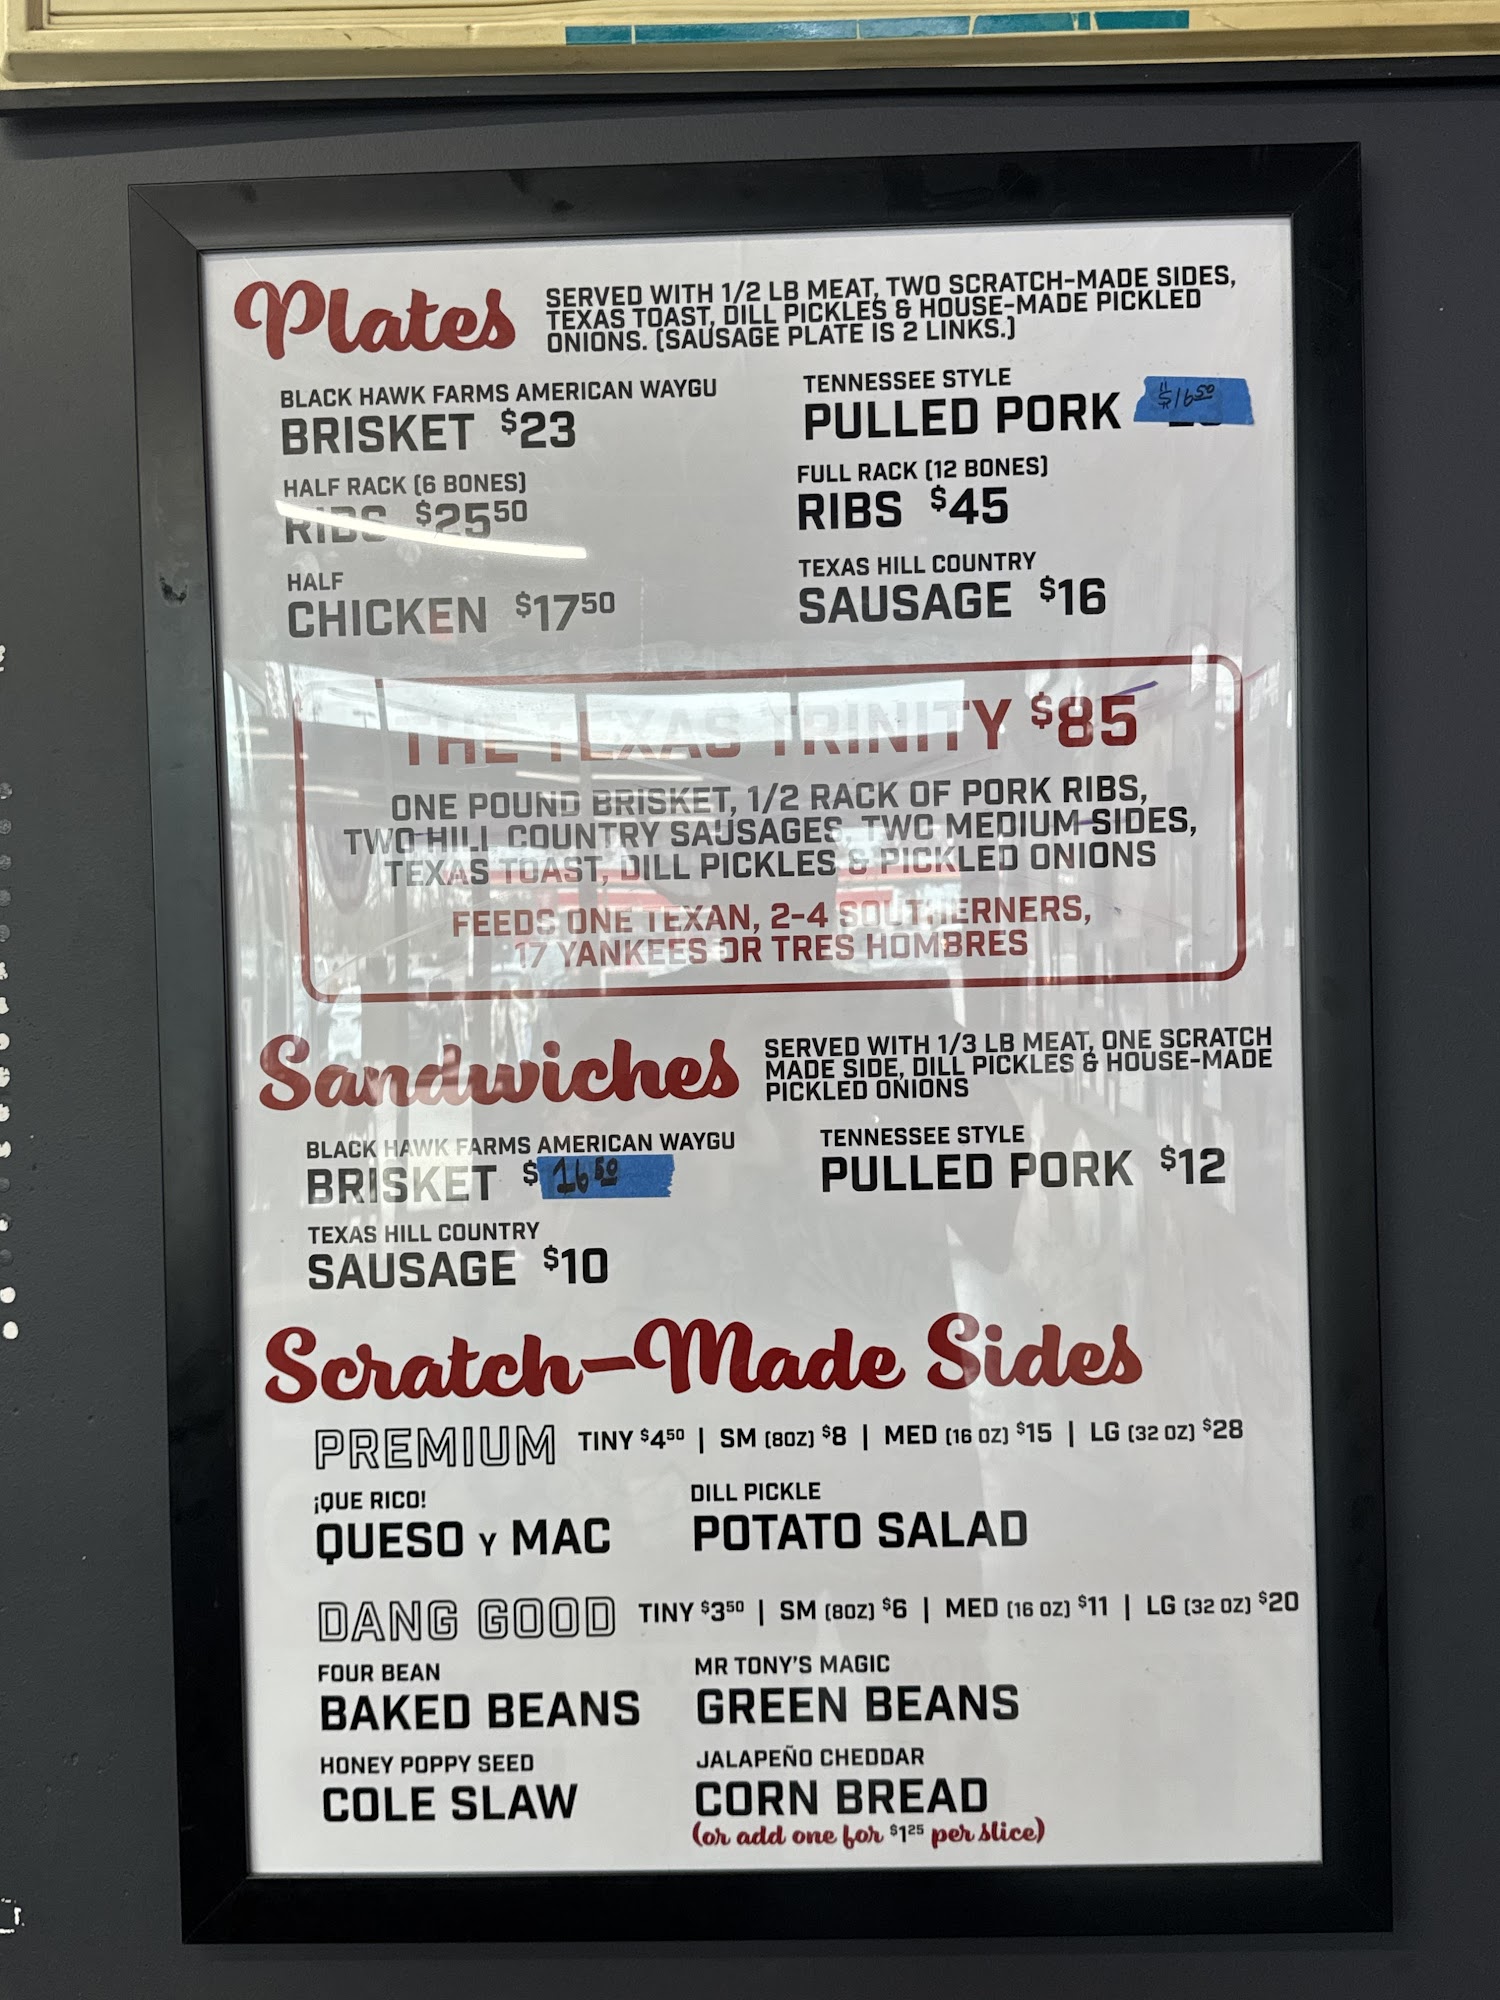 Plates
SERVED WITH 1/2 LB MEAT, TWO SCRATCH-MADE SIDES,
TEXAS TOAST, DILL PICKLES & HOUSE-MADE PICKLED
ONIONS. (SAUSAGE PLATE IS 2 LINKS.)
BLACK HAWK FARMS AMERICAN WAYGU
BRISKET $23
TENNESSEE STYLE
PULLED PORK $16 50
HALF RACK (6 BONES)
RIBS $25 50
FULL RACK (12 BONES)
RIBS $45
HALF
CHICKEN $17 50
TEXAS HILL COUNTRY
SAUSAGE $16
THE TEXAS TRINITY $85
ONE POUND BRISKET, 1/2 RACK OF PORK RIBS,
TWO HILL COUNTRY SAUSAGES, TWO MEDIUM SIDES,
TEXAS TOAST, DILL PICKLES & PICKLED ONIONS
FEEDS ONE TEXAN, 2-4 SOUTHERNERS,
17 YANKEES OR TRES HOMBRES
Sandwiches
SERVED WITH 1/3 LB MEAT, ONE SCRATCH
MADE SIDE, DILL PICKLES & HOUSE-MADE
PICKLED ONIONS
BLACK HAWK FARMS AMERICAN WAYGU
BRISKET $16 50
TENNESSEE STYLE
PULLED PORK $12
TEXAS HILL COUNTRY
SAUSAGE $10
Scratch-Made Sides
PREMIUM TINY $4 50 | SM (8OZ) $8 | MED (16 OZ) $15 | LG (32 OZ) $28
¡QUE RICO!
QUESO Y MAC
DILL PICKLE
POTATO SALAD
DANG GOOD TINY $3 50 | SM (8OZ) $6 | MED (16 OZ) $11 | LG (32 OZ) $20
FOUR BEAN
BAKED BEANS
MR TONY'S MAGIC
GREEN BEANS
HONEY POPPY SEED
COLE SLAW
JALAPEÑO CHEDDAR
CORN BREAD
(or add one for $1 25 per slice)